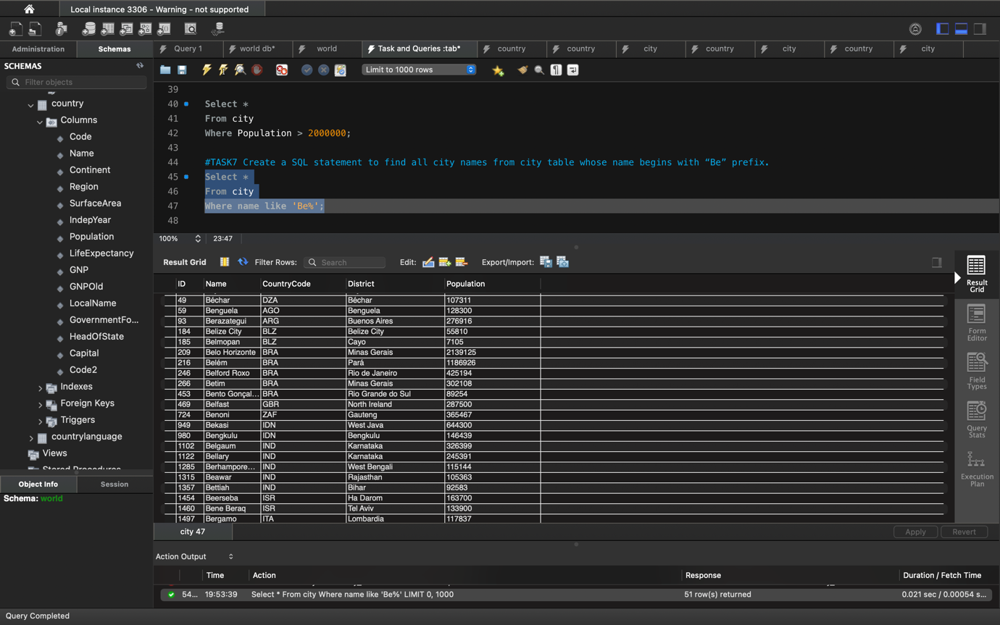 Local instance 3306 - Warning - not supported
Administration
Schemas
Query 1
world db*
world
Task and Queries :tab*
country
country
city
country
city
country
city
SCHEMAS
Filter objects
Limit to 1000 rows
country
Columns
Code
Name
Continent
Region
SurfaceArea
IndepYear
Population
LifeExpectancy
GNP
GNPOld
LocalName
GovernmentFo...
HeadOfState
Capital
Code2
Indexes
Foreign Keys
Triggers
countrylanguage
Views
Stored Procedures
Object Info
Session
Schema: world
39
40 Select *
41 From city
42 Where Population > 2000000;
43
44 #TASK7 Create a SQL statement to find all city names from city table whose name begins with “Be” prefix.
45 Select *
46 From city
47 Where name like 'Be%';
48
100% 23:47
Result Grid Filter Rows: Search Edit: Export/Import:
ID Name CountryCode District Population
49 Béchar DZA Béchar 107311
59 Benguela AGO Benguela 128300
93 Berazategui ARG Buenos Aires 276916
184 Belize City BLZ Belize City 55810
185 Belmopan BLZ Cayo 7105
209 Belo Horizonte BRA Minas Gerais 2139125
216 Belém BRA Pará 1186926
246 Belford Roxo BRA Rio de Janeiro 425194
266 Betim BRA Minas Gerais 302108
453 Bento Gonçal... BRA Rio Grande do Sul 89254
469 Belfast GBR North Ireland 287500
724 Benoni ZAF Gauteng 365467
949 Bekasi IDN West Java 644300
980 Bengkulu IDN Bengkulu 146439
1102 Belgaum IND Karnataka 326399
1122 Bellary IND Karnataka 245391
1285 Berhampore... IND West Bengali 115144
1315 Beawar IND Rajasthan 105363
1357 Bettiah IND Bihar 92583
1454 Beerseba ISR Ha Darom 163700
1460 Bene Beraq ISR Tel Aviv 133900
1497 Bergamo ITA Lombardia 117837
Result
Grid
Form
Editor
Field
Types
Query
Stats
Execution
Plan
city 47
Apply
Revert
Action Output
Time Action Response Duration / Fetch Time
54... 19:53:39 Select * From city Where name like 'Be%' LIMIT 0, 1000 51 row(s) returned 0.021 sec / 0.00054 s...
Query Completed